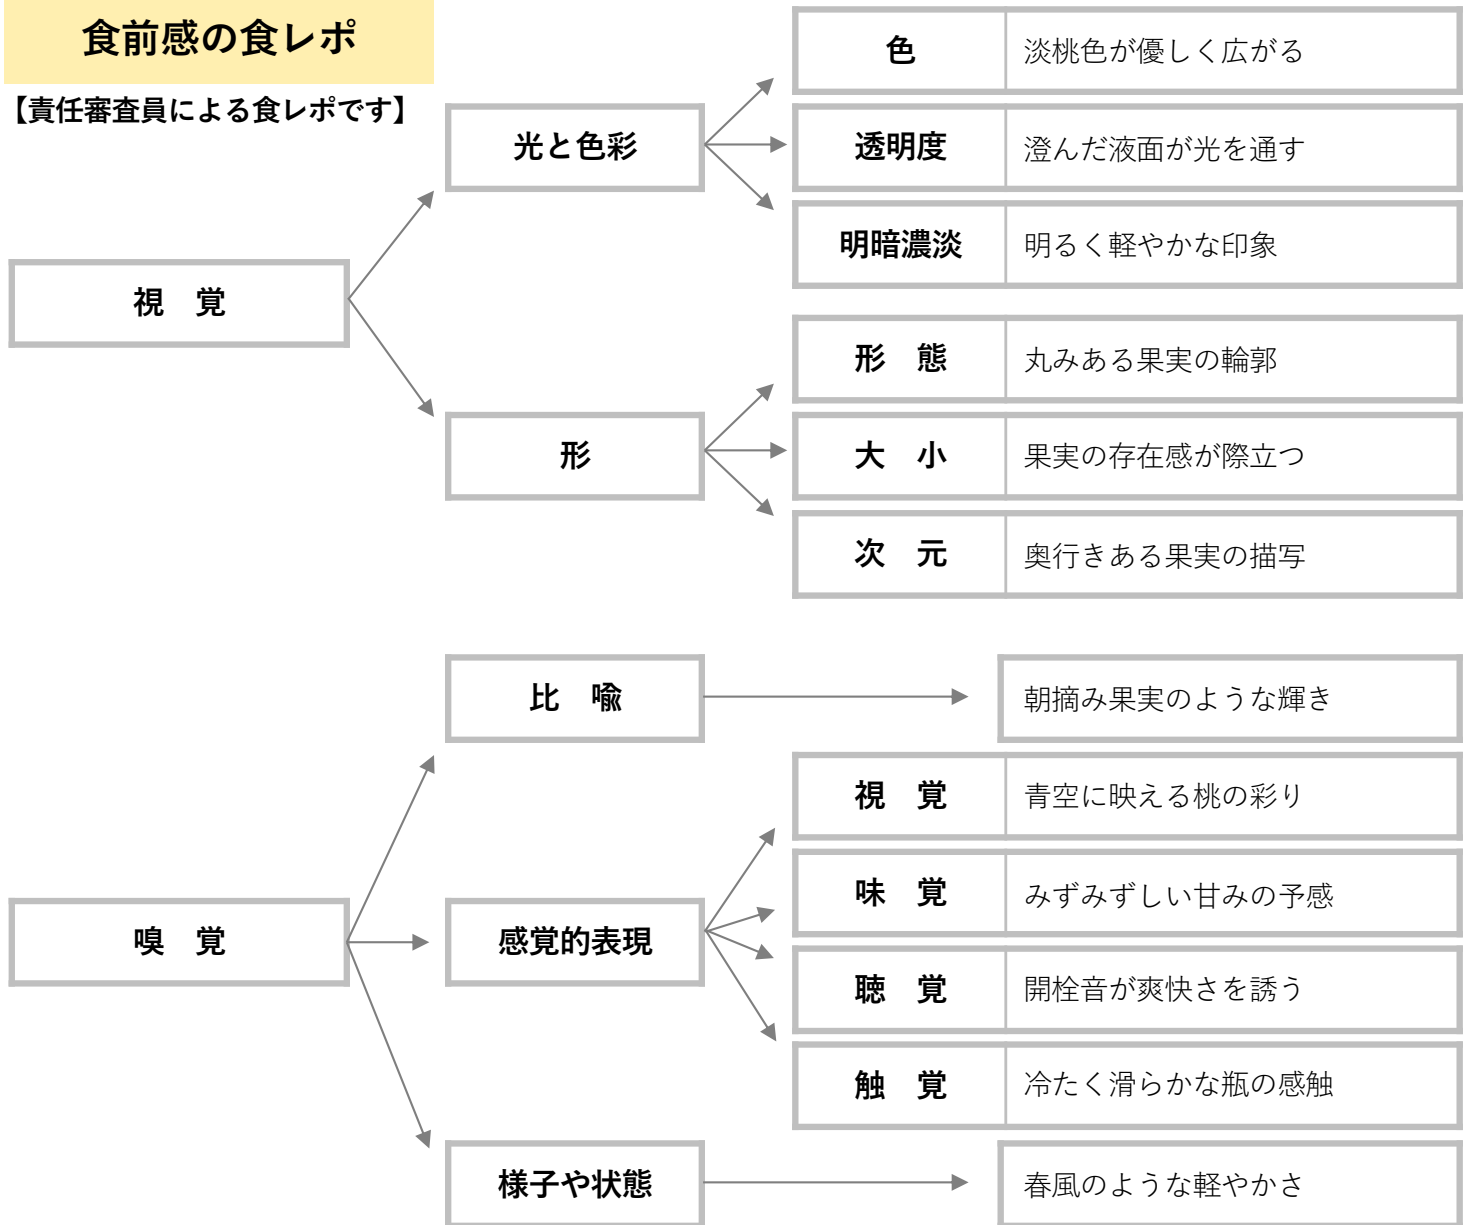 食前感の食レポ
【責任審査員による食レポです】
視　覚
光と色彩
色　淡桃色が優しく広がる
透明度　澄んだ液面が光を通す
明暗濃淡　明るく軽やかな印象
形
形　態　丸みある果実の輪郭
大　小　果実の存在感が際立つ
次　元　奥行きある果実の描写
嗅　覚
比　喩
朝摘み果実のような輝き
感覚的表現
視　覚　青空に映える桃の彩り
味　覚　みずみずしい甘みの予感
聴　覚　開栓音が爽快さを誘う
触　覚　冷たく滑らかな瓶の感触
様子や状態
春風のような軽やかさ